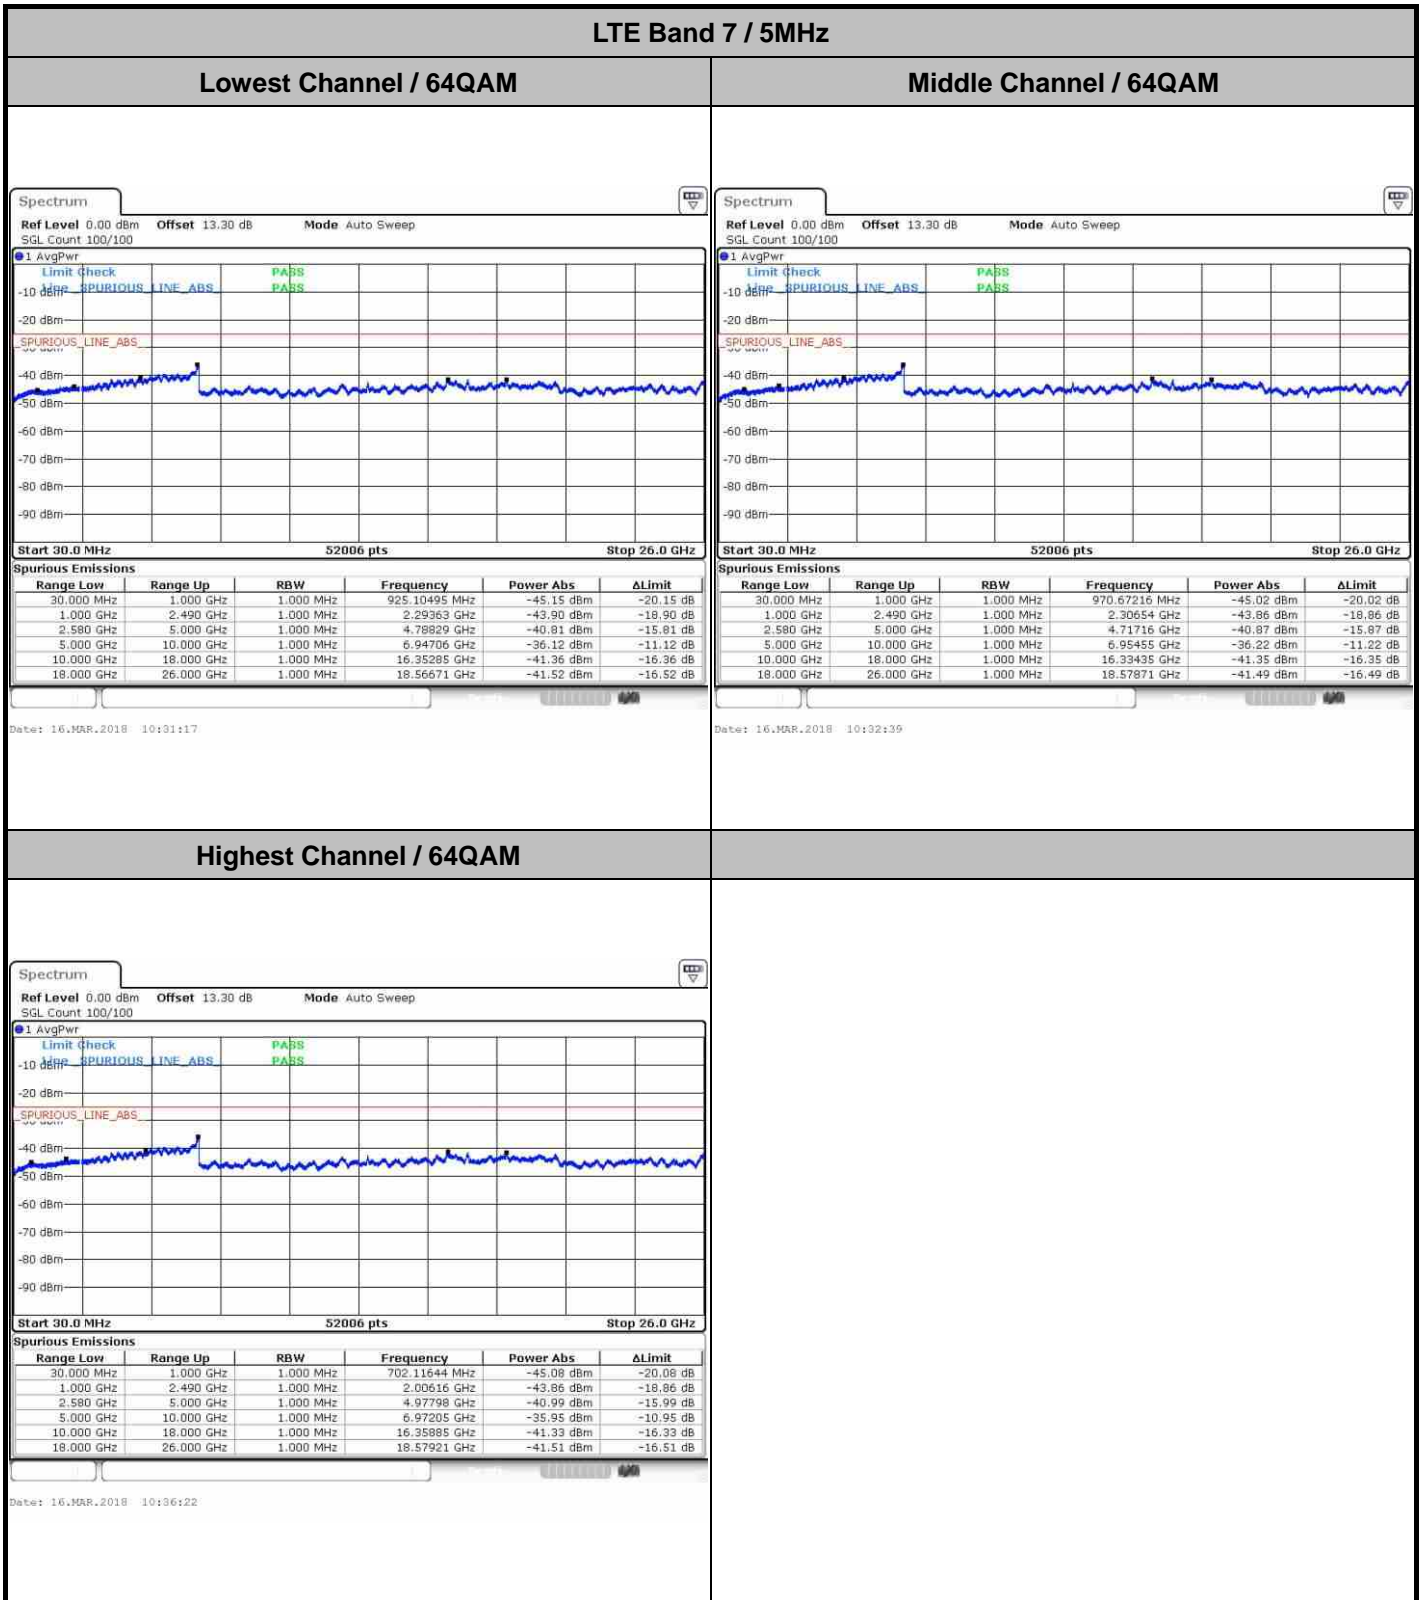 LTE Band 7 / 5MHz
Lowest Channel / 64QAM
Middle Channel / 64QAM
Spectrum
Ref Level 0.00 dBm Offset 13.30 dB Mode Auto Sweep
SGL Count 100/100
1 AvgPwr
Limit Check PASS
Line _SPURIOUS_LINE_ABS_ PASS
-10 dBm
-20 dBm
_SPURIOUS_LINE_ABS_
-40 dBm
-50 dBm
-60 dBm
-70 dBm
-80 dBm
-90 dBm
Start 30.0 MHz 52006 pts Stop 26.0 GHz
Spurious Emissions
Range Low Range Up RBW Frequency Power Abs ΔLimit
30.000 MHz 1.000 GHz 1.000 MHz 925.10495 MHz -45.15 dBm -20.15 dB
1.000 GHz 2.490 GHz 1.000 MHz 2.29363 GHz -43.90 dBm -18.90 dB
2.580 GHz 5.000 GHz 1.000 MHz 4.78829 GHz -40.81 dBm -15.81 dB
5.000 GHz 10.000 GHz 1.000 MHz 6.94706 GHz -36.12 dBm -11.12 dB
10.000 GHz 18.000 GHz 1.000 MHz 16.35285 GHz -41.36 dBm -16.36 dB
18.000 GHz 26.000 GHz 1.000 MHz 18.56671 GHz -41.52 dBm -16.52 dB
Date: 16.MAR.2018 10:31:17
Spectrum
Ref Level 0.00 dBm Offset 13.30 dB Mode Auto Sweep
SGL Count 100/100
1 AvgPwr
Limit Check PASS
Line _SPURIOUS_LINE_ABS_ PASS
-10 dBm
-20 dBm
_SPURIOUS_LINE_ABS_
-40 dBm
-50 dBm
-60 dBm
-70 dBm
-80 dBm
-90 dBm
Start 30.0 MHz 52006 pts Stop 26.0 GHz
Spurious Emissions
Range Low Range Up RBW Frequency Power Abs ΔLimit
30.000 MHz 1.000 GHz 1.000 MHz 970.67216 MHz -45.02 dBm -20.02 dB
1.000 GHz 2.490 GHz 1.000 MHz 2.30654 GHz -43.86 dBm -18.86 dB
2.580 GHz 5.000 GHz 1.000 MHz 4.71716 GHz -40.87 dBm -15.87 dB
5.000 GHz 10.000 GHz 1.000 MHz 6.95455 GHz -36.22 dBm -11.22 dB
10.000 GHz 18.000 GHz 1.000 MHz 16.33435 GHz -41.35 dBm -16.35 dB
18.000 GHz 26.000 GHz 1.000 MHz 18.57871 GHz -41.49 dBm -16.49 dB
Date: 16.MAR.2018 10:32:39
Highest Channel / 64QAM
Spectrum
Ref Level 0.00 dBm Offset 13.30 dB Mode Auto Sweep
SGL Count 100/100
1 AvgPwr
Limit Check PASS
Line _SPURIOUS_LINE_ABS_ PASS
-10 dBm
-20 dBm
_SPURIOUS_LINE_ABS_
-40 dBm
-50 dBm
-60 dBm
-70 dBm
-80 dBm
-90 dBm
Start 30.0 MHz 52006 pts Stop 26.0 GHz
Spurious Emissions
Range Low Range Up RBW Frequency Power Abs ΔLimit
30.000 MHz 1.000 GHz 1.000 MHz 702.11644 MHz -45.08 dBm -20.08 dB
1.000 GHz 2.490 GHz 1.000 MHz 2.00616 GHz -43.86 dBm -18.86 dB
2.580 GHz 5.000 GHz 1.000 MHz 4.97798 GHz -40.99 dBm -15.99 dB
5.000 GHz 10.000 GHz 1.000 MHz 6.97205 GHz -35.95 dBm -10.95 dB
10.000 GHz 18.000 GHz 1.000 MHz 16.35885 GHz -41.33 dBm -16.33 dB
18.000 GHz 26.000 GHz 1.000 MHz 18.57921 GHz -41.51 dBm -16.51 dB
Date: 16.MAR.2018 10:36:22